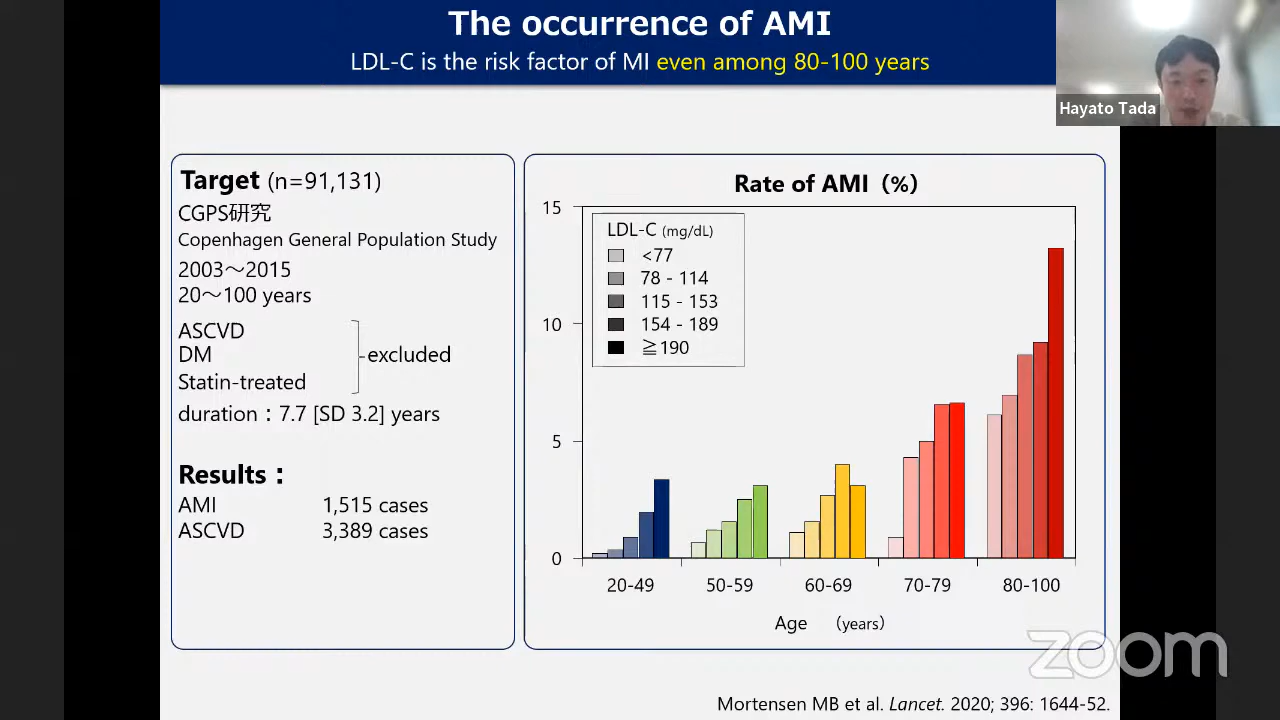 The occurrence of AMI
LDL-C is the risk factor of MI even among 80-100 years
Hayato Tada
Target (n=91,131)
CGPS研究
Copenhagen General Population Study
2003～2015
20～100 years
ASCVD
DM
Statin-treated
excluded
duration：7.7 [SD 3.2] years
Results：
AMI 1,515 cases
ASCVD 3,389 cases
Rate of AMI（%）
15
10
5
0
LDL-C (mg/dL)
<77
78 - 114
115 - 153
154 - 189
≧190
20-49 50-59 60-69 70-79 80-100
Age （years）
zoom
Mortensen MB et al. Lancet. 2020; 396: 1644-52.